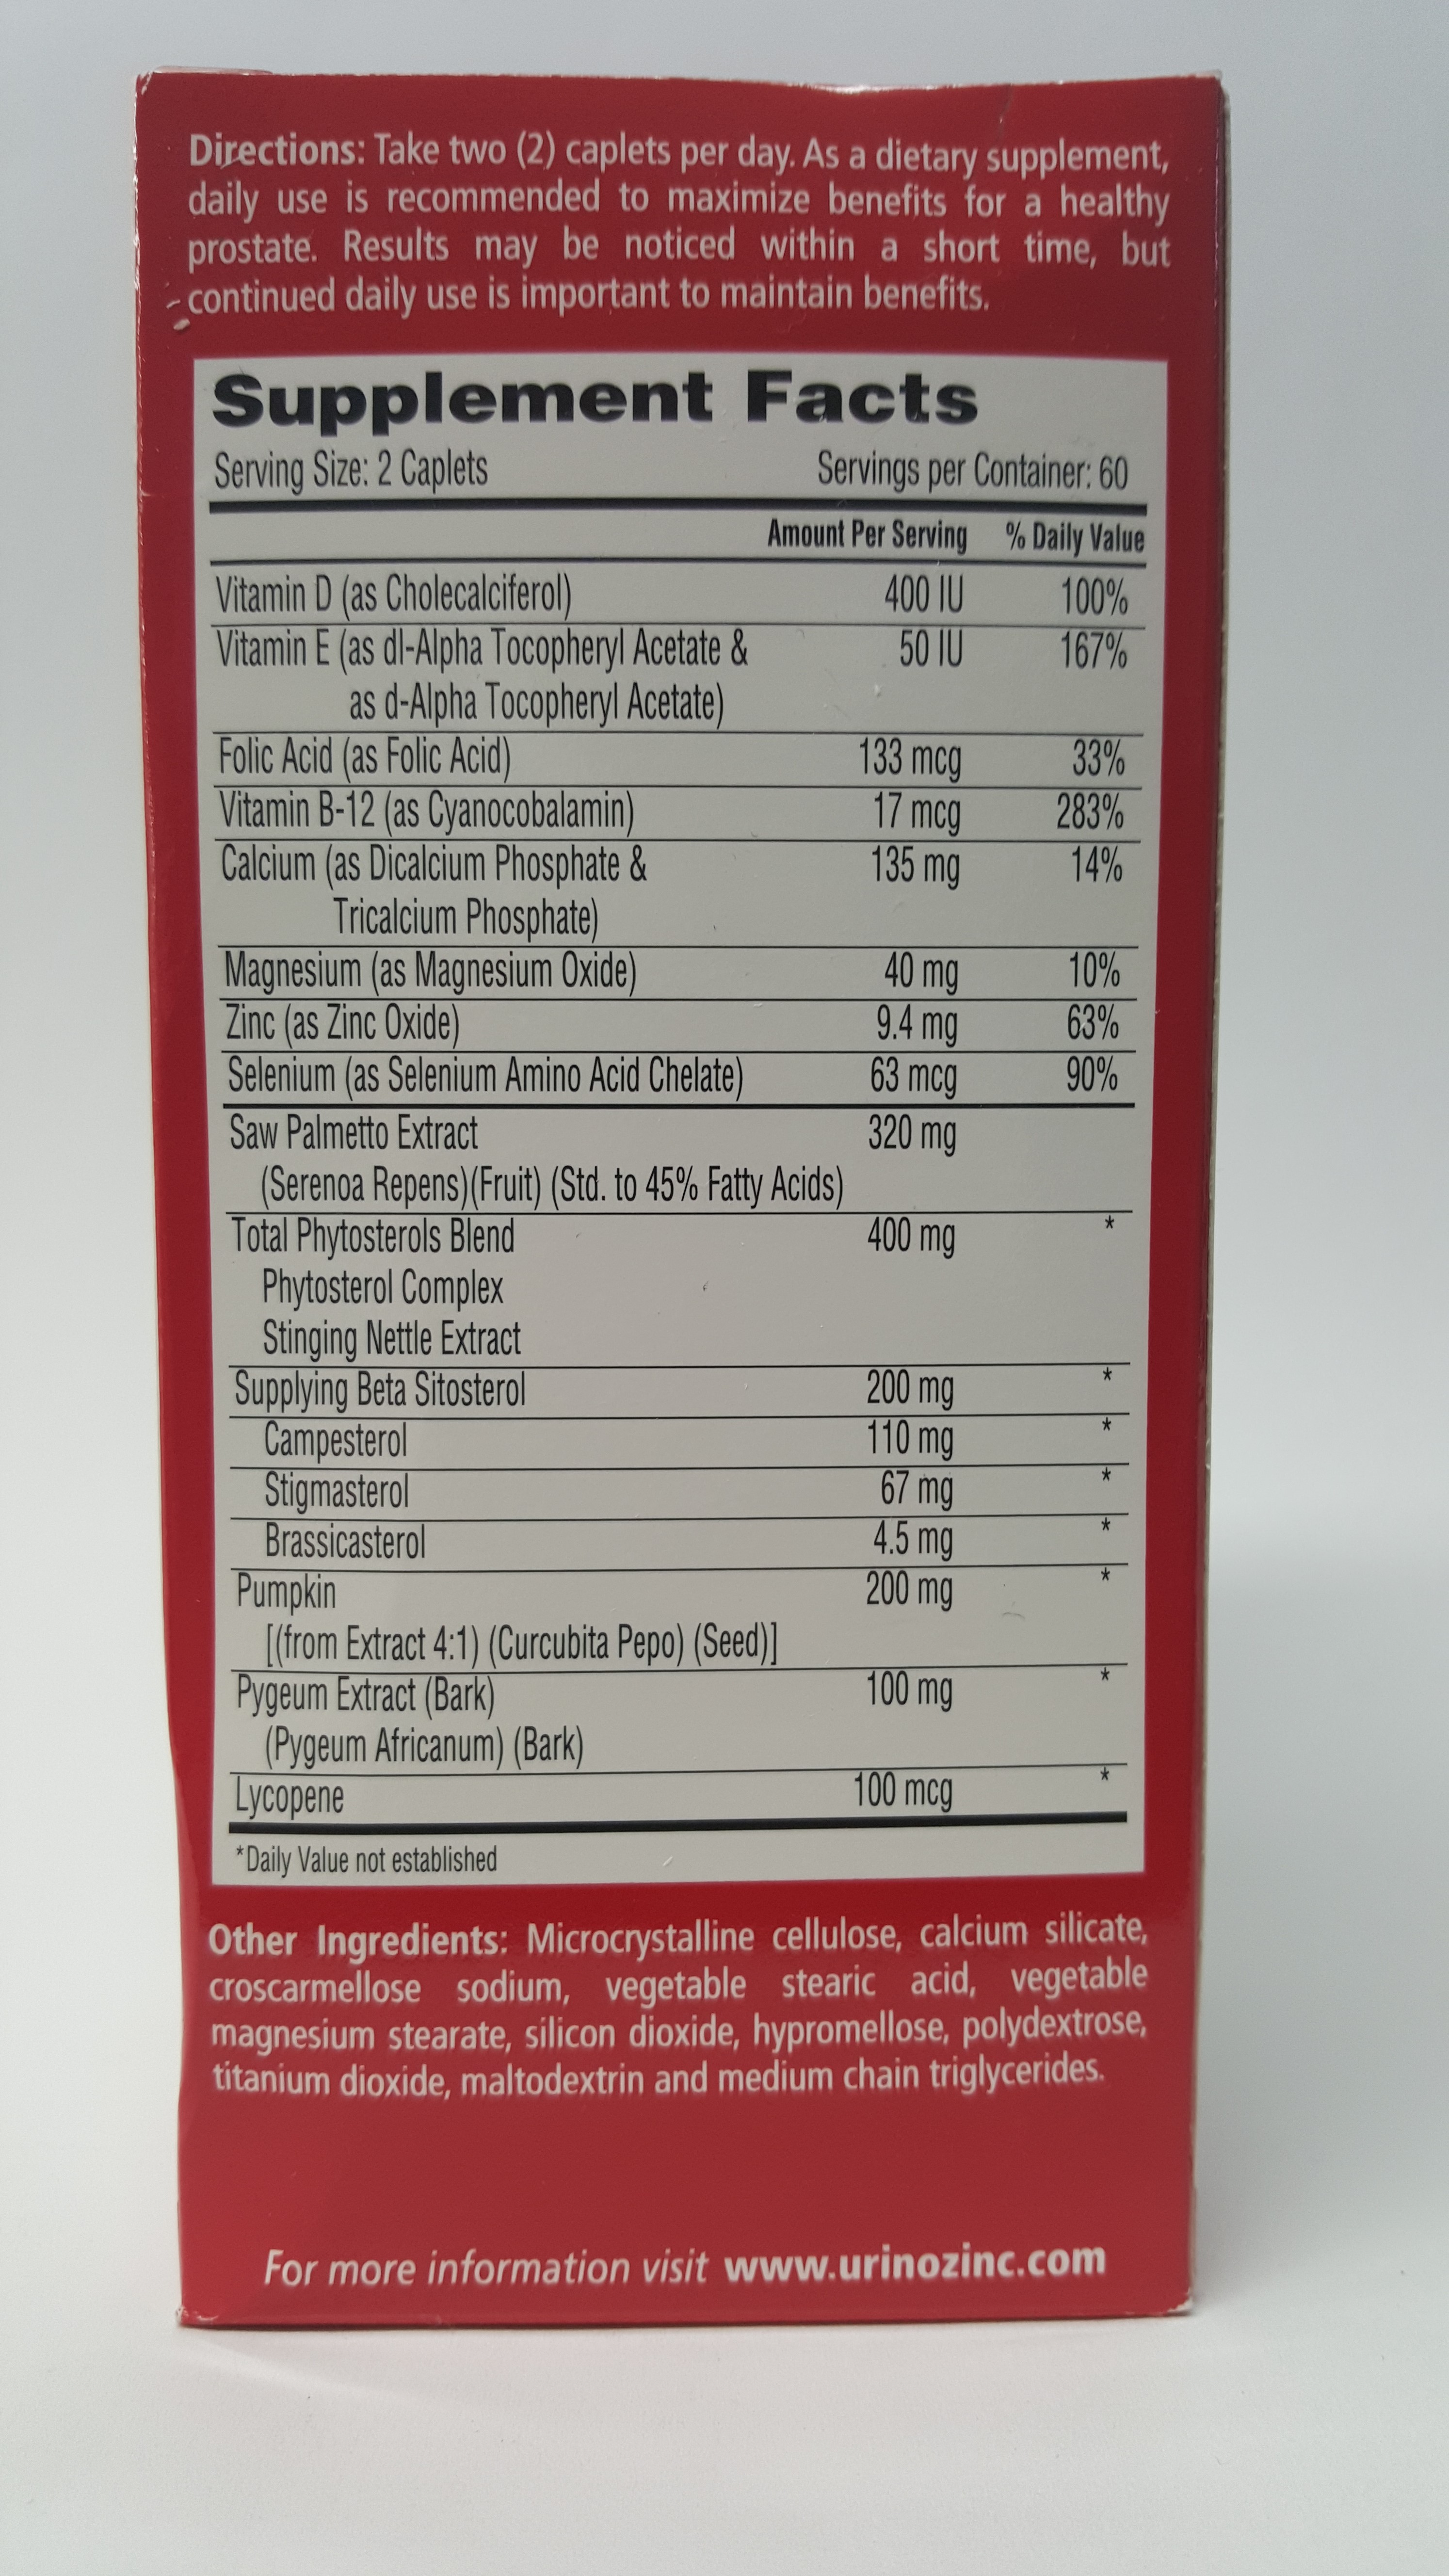 Directions: Take two (2) caplets per day. As a dietary supplement,
daily use is recommended to maximize benefits for a healthy
prostate. Results may be noticed within a short time, but
continued daily use is important to maintain benefits.
Supplement Facts
Serving Size: 2 Caplets Servings per Container: 60
Amount Per Serving % Daily Value
Vitamin D (as Cholecalciferol) 400 IU 100%
Vitamin E (as dl-Alpha Tocopheryl Acetate & 50 IU 167%
as d-Alpha Tocopheryl Acetate)
Folic Acid (as Folic Acid) 133 mcg 33%
Vitamin B-12 (as Cyanocobalamin) 17 mcg 283%
Calcium (as Dicalcium Phosphate & 135 mg 14%
Tricalcium Phosphate)
Magnesium (as Magnesium Oxide) 40 mg 10%
Zinc (as Zinc Oxide) 9.4 mg 63%
Selenium (as Selenium Amino Acid Chelate) 63 mcg 90%
Saw Palmetto Extract 320 mg
(Serenoa Repens)(Fruit) (Std. to 45% Fatty Acids)
Total Phytosterols Blend 400 mg *
Phytosterol Complex
Stinging Nettle Extract
Supplying Beta Sitosterol 200 mg *
Campesterol 110 mg *
Stigmasterol 67 mg *
Brassicasterol 4.5 mg *
Pumpkin 200 mg *
[(from Extract 4:1) (Curcubita Pepo) (Seed)]
Pygeum Extract (Bark) 100 mg *
(Pygeum Africanum) (Bark)
Lycopene 100 mcg *
*Daily Value not established
Other Ingredients: Microcrystalline cellulose, calcium silicate,
croscarmellose sodium, vegetable stearic acid, vegetable
magnesium stearate, silicon dioxide, hypromellose, polydextrose,
titanium dioxide, maltodextrin and medium chain triglycerides.
For more information visit www.urinozinc.com